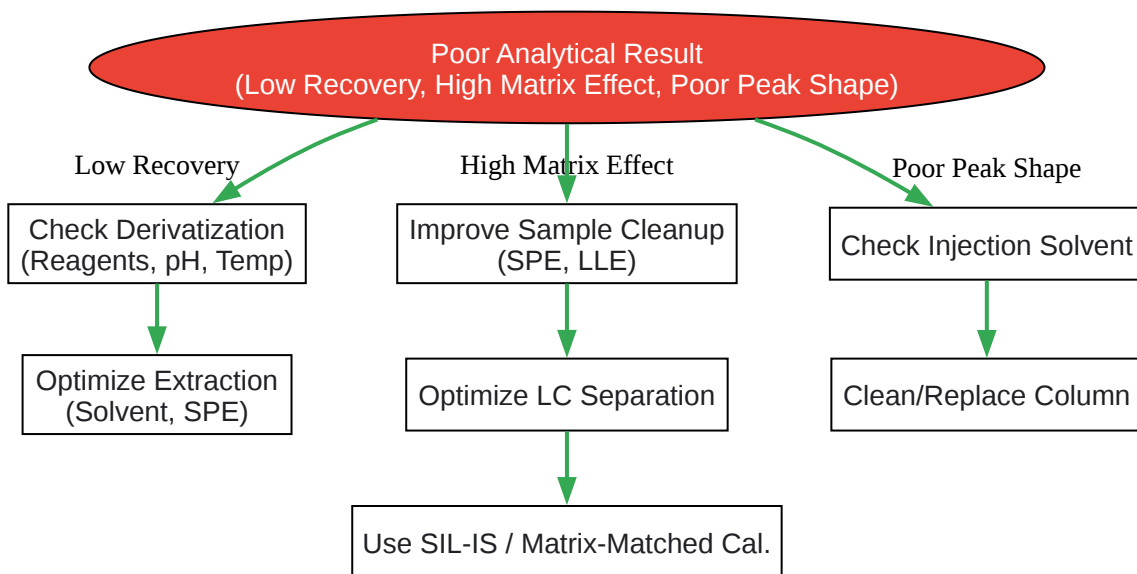 Poor Analytical Result
(Low Recovery, High Matrix Effect, Poor Peak Shape)
Low Recovery
High Matrix Effect
Poor Peak Shape
Check Derivatization
(Reagents, pH, Temp)
Improve Sample Cleanup
(SPE, LLE)
Check Injection Solvent
Optimize Extraction
(Solvent, SPE)
Optimize LC Separation
Clean/Replace Column
Use SIL-IS / Matrix-Matched Cal.